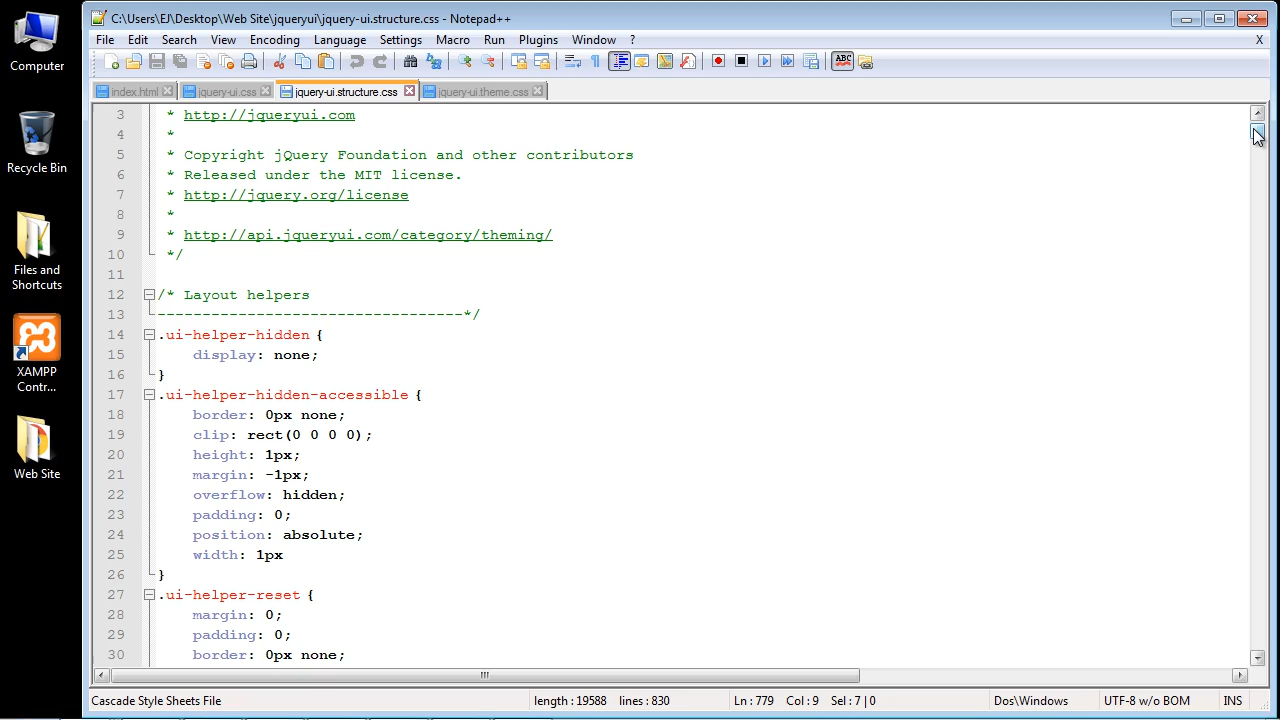 C:\Users\EJ\Desktop\Web Site\jqueryui\jquery-ui.structure.css - Notepad++
File Edit Search View Encoding Language Settings Macro Run Plugins Window ? X
ABC
index.html jquery-ui.css jquery-ui.structure.css jquery-ui.theme.css
3 * http://jqueryui.com
4 *
5 * Copyright jQuery Foundation and other contributors
6 * Released under the MIT license.
7 * http://jquery.org/license
8 *
9 * http://api.jqueryui.com/category/theming/
10 */
11
12 /* Layout helpers
13 ----------------------------------*/
14 .ui-helper-hidden {
15 display: none;
16 }
17 .ui-helper-hidden-accessible {
18 border: 0px none;
19 clip: rect(0 0 0 0);
20 height: 1px;
21 margin: -1px;
22 overflow: hidden;
23 padding: 0;
24 position: absolute;
25 width: 1px
26 }
27 .ui-helper-reset {
28 margin: 0;
29 padding: 0;
30 border: 0px none;
Cascade Style Sheets File length : 19588 lines : 830 Ln : 779 Col : 9 Sel : 7 | 0 Dos\Windows UTF-8 w/o BOM INS
Computer
Recycle Bin
Files and
Shortcuts
XAMPP
Contr...
Web Site